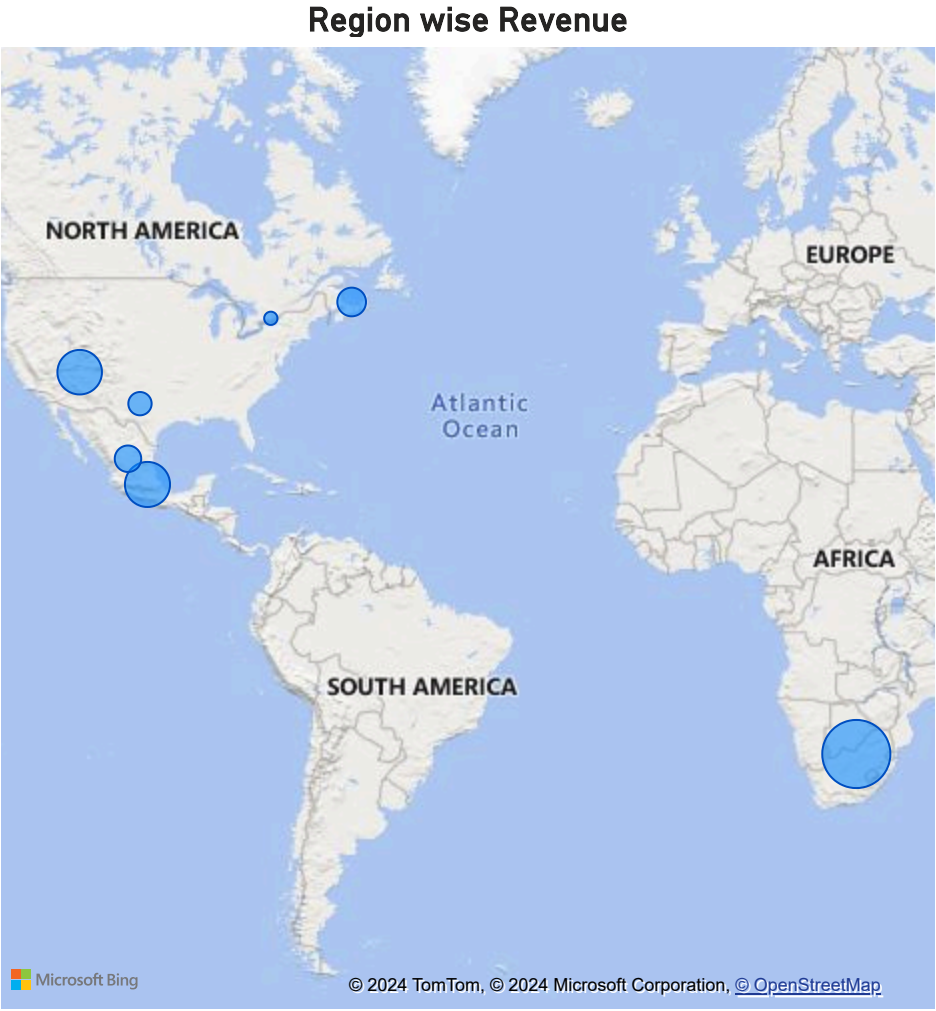 Region wise Revenue
NORTH AMERICA
EUROPE
Atlantic
Ocean
AFRICA
SOUTH AMERICA
Microsoft Bing
© 2024 TomTom, © 2024 Microsoft Corporation, © OpenStreetMap